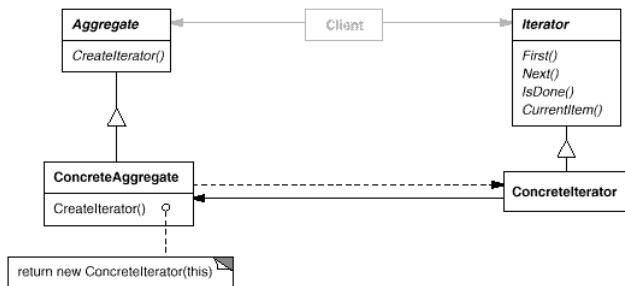 Aggregate
CreateIterator()
Client
Iterator
First()
Next()
IsDone()
CurrentItem()
ConcreteAggregate
CreateIterator()
ConcreteIterator
return new ConcreteIterator(this)